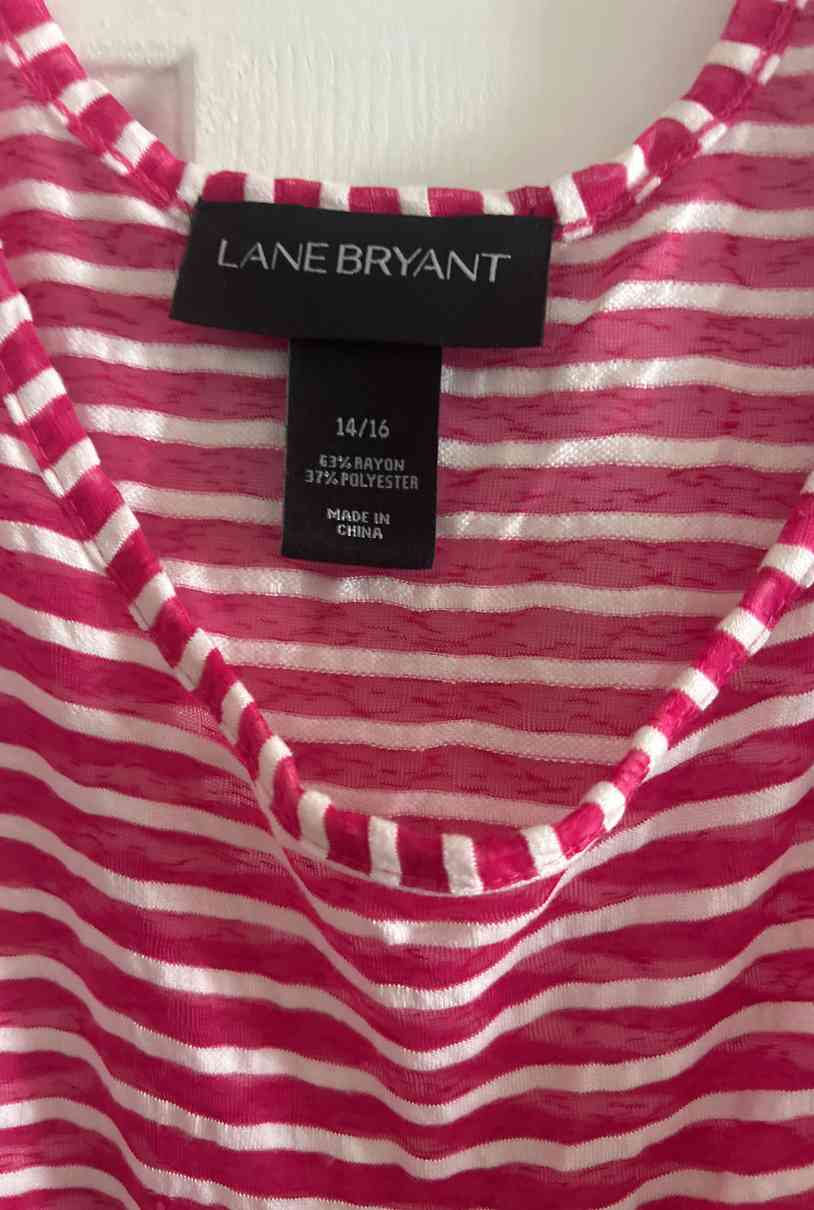 LANE BRYANT
14/16
63% RAYON
37% POLYESTER
MADE IN
CHINA